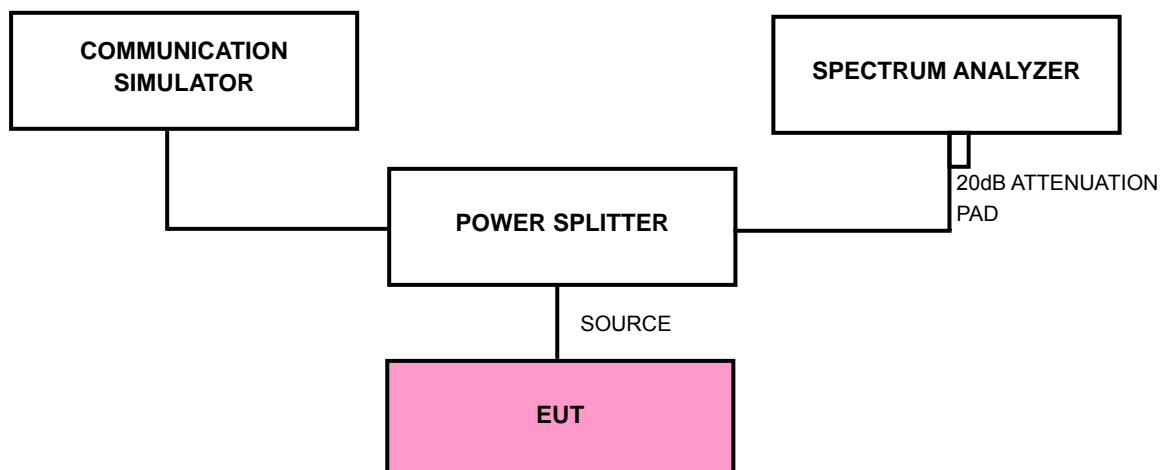 COMMUNICATION
SIMULATOR
SPECTRUM ANALYZER
20dB ATTENUATION
PAD
POWER SPLITTER
SOURCE
EUT